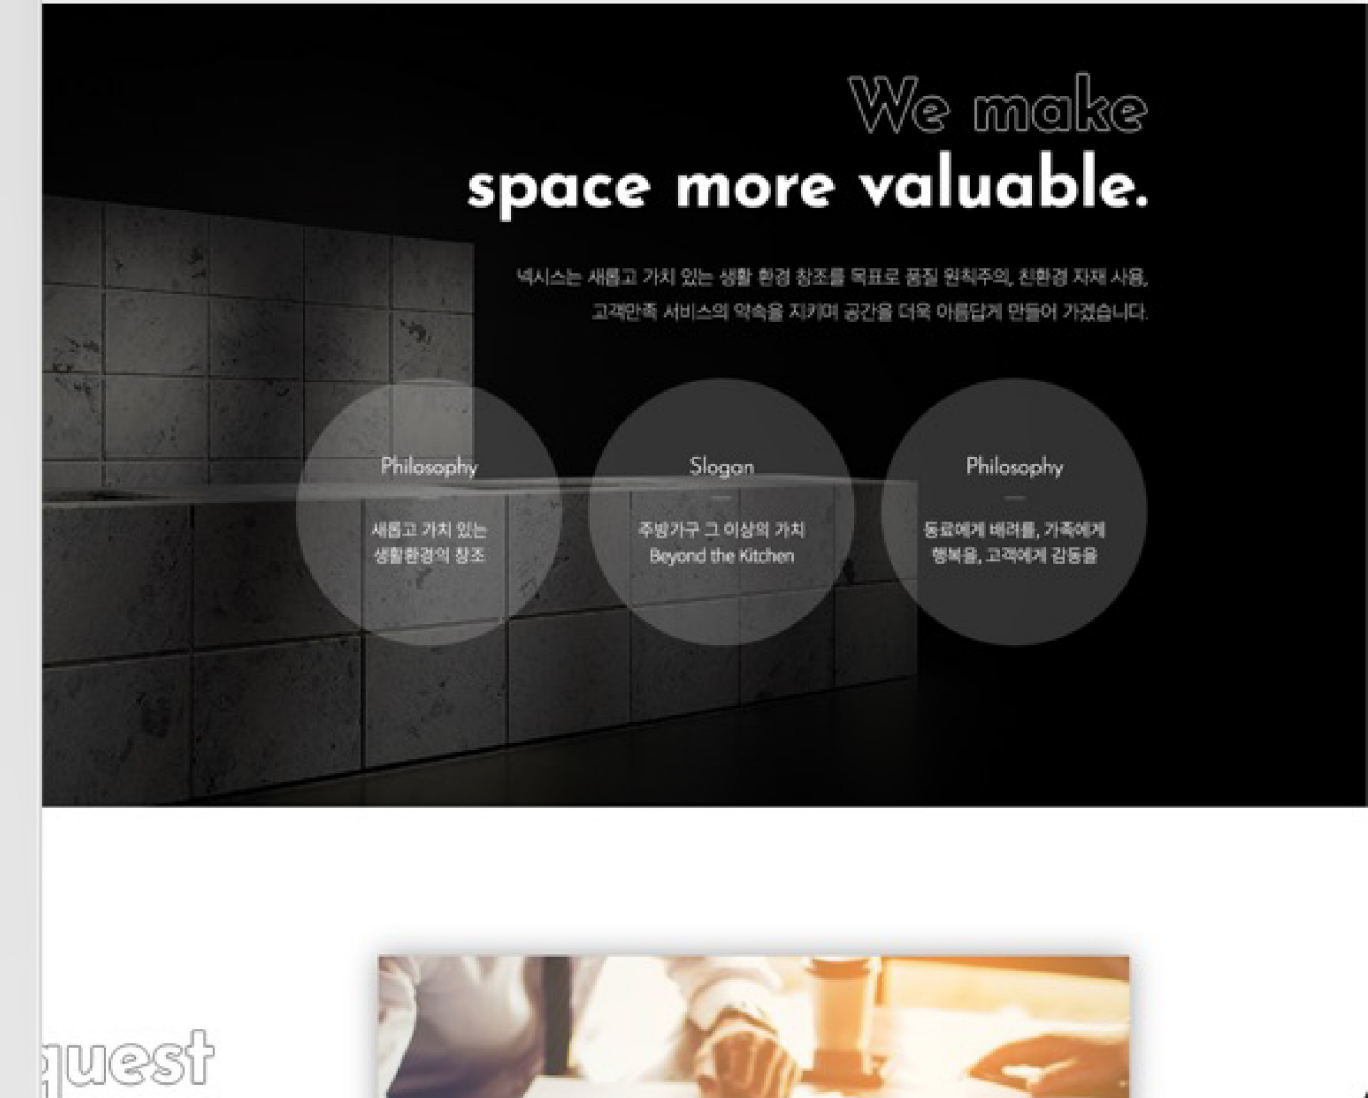 We make
space more valuable.
넥시스는 새롭고 가치 있는 생활 환경 창조를 목표로 품질 원칙주의, 친환경 자재 사용,
고객만족 서비스의 약속을 지키며 공간을 더욱 아름답게 만들어 가겠습니다.
Philosophy
새롭고 가치 있는
생활환경의 창조
Slogan
주방가구 그 이상의 가치
Beyond the Kitchen
Philosophy
동료에게 배려를, 가족에게
행복을, 고객에게 감동을
quest